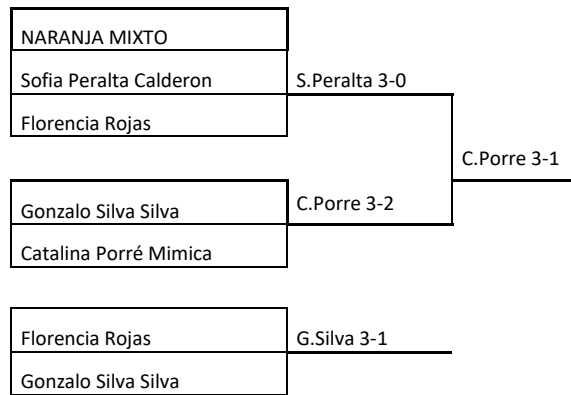 NARANJA MIXTO
Sofia Peralta Calderon S.Peralta 3-0
Florencia Rojas
C.Porre 3-1
Gonzalo Silva Silva C.Porre 3-2
Catalina Porré Mimica
Florencia Rojas G.Silva 3-1
Gonzalo Silva Silva